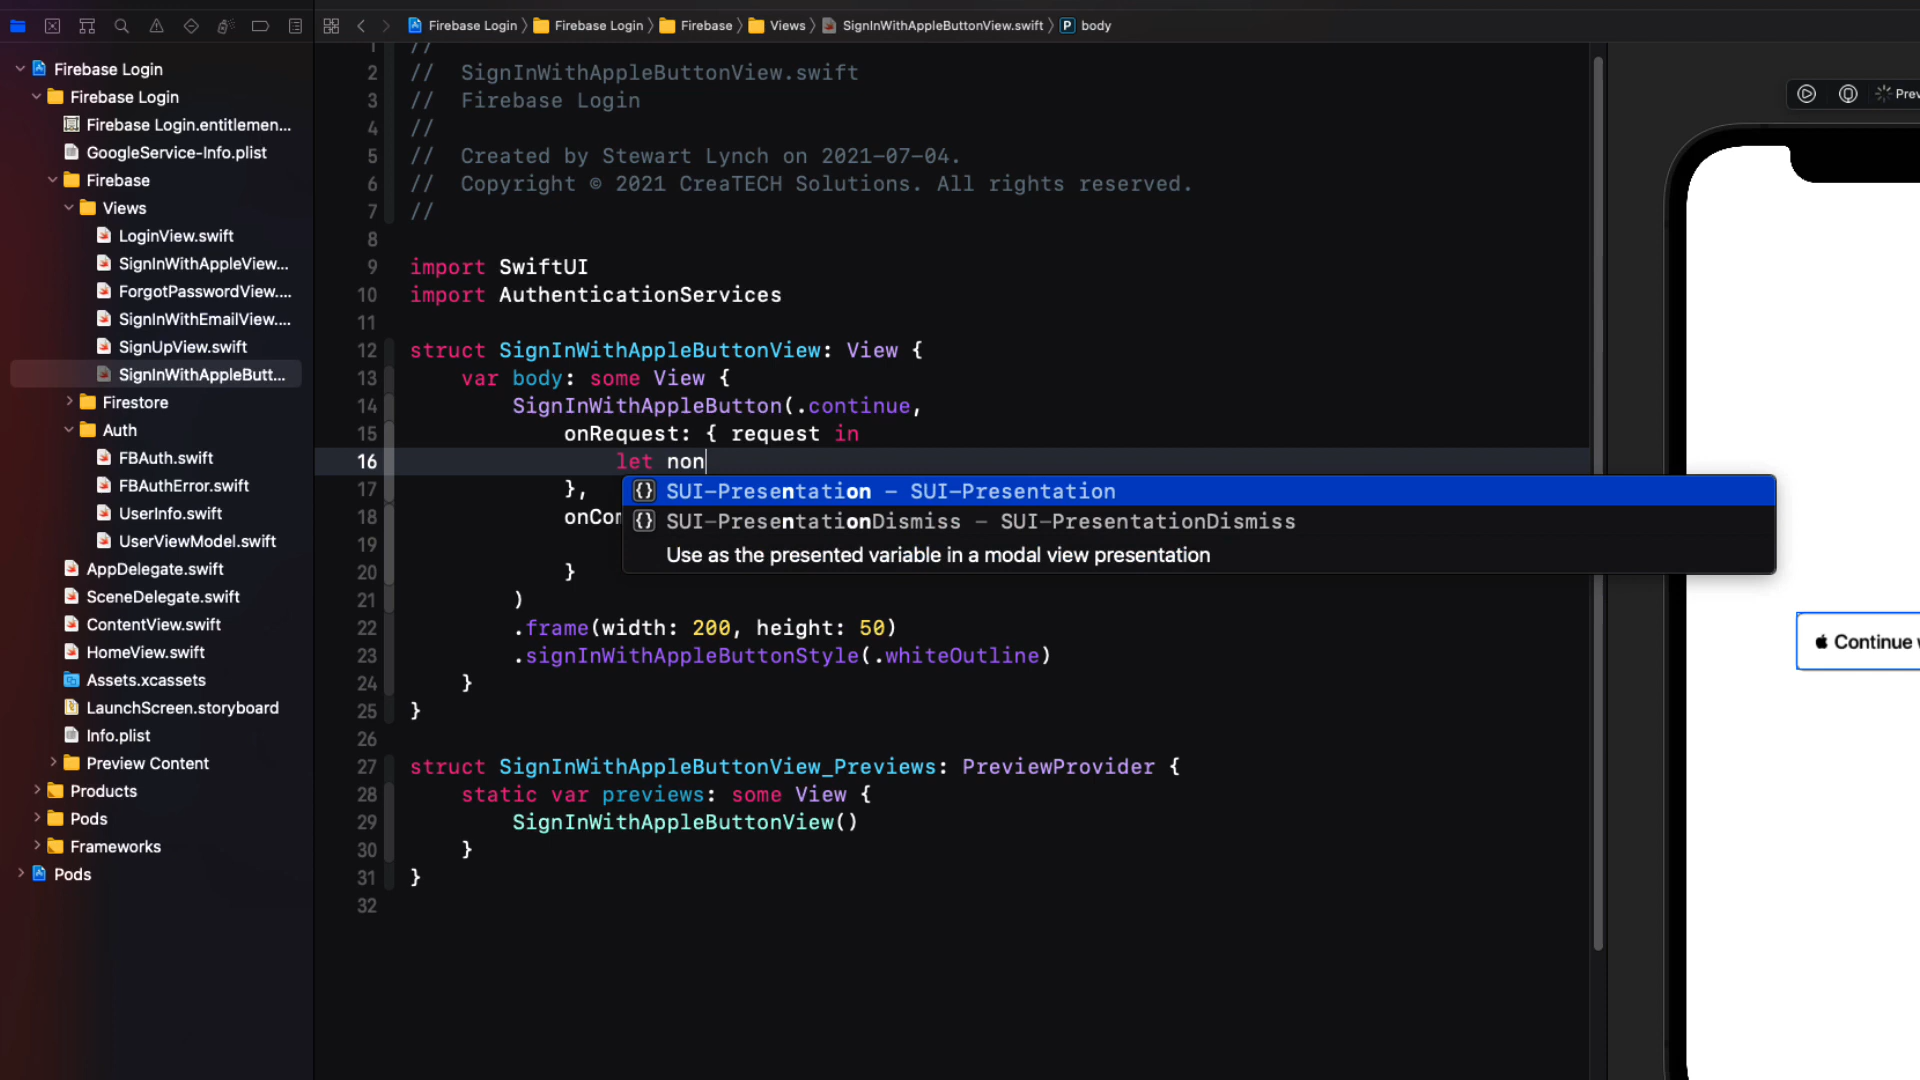 Firebase Login
Firebase Login
Firebase
Views
SignInWithAppleButtonView.swift
P
body
Firebase Login
Firebase Login
Firebase Login.entitlemen...
GoogleService-Info.plist
Firebase
Views
LoginView.swift
SignInWithAppleView...
ForgotPasswordView....
SignInWithEmailView....
SignUpView.swift
SignInWithAppleButt...
Firestore
Auth
FBAuth.swift
FBAuthError.swift
UserInfo.swift
UserViewModel.swift
AppDelegate.swift
SceneDelegate.swift
ContentView.swift
HomeView.swift
Assets.xcassets
LaunchScreen.storyboard
Info.plist
Preview Content
Products
Pods
Frameworks
Pods
1 //
2 // SignInWithAppleButtonView.swift
3 // Firebase Login
4 //
5 // Created by Stewart Lynch on 2021-07-04.
6 // Copyright © 2021 CreaTECH Solutions. All rights reserved.
7 //
8
9 import SwiftUI
10 import AuthenticationServices
11
12 struct SignInWithAppleButtonView: View {
13 var body: some View {
14 SignInWithAppleButton(.continue,
15 onRequest: { request in
16 let non
17 },
18 onCom
19
20 }
21 )
22 .frame(width: 200, height: 50)
23 .signInWithAppleButtonStyle(.whiteOutline)
24 }
25 }
26
27 struct SignInWithAppleButtonView_Previews: PreviewProvider {
28 static var previews: some View {
29 SignInWithAppleButtonView()
30 }
31 }
32
{} SUI-Presentation – SUI-Presentation
{} SUI-PresentationDismiss – SUI-PresentationDismiss
Use as the presented variable in a modal view presentation
Prev
Continue